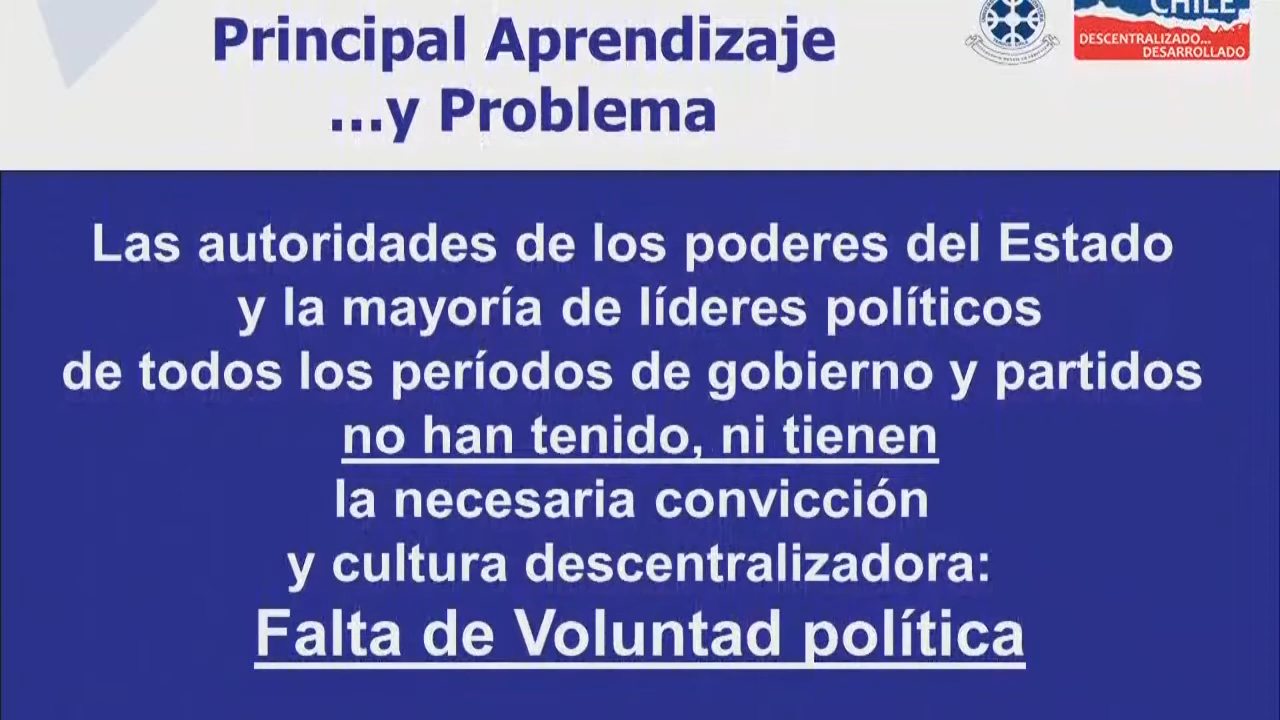 Principal Aprendizaje
...y Problema
CHILE
DESCENTRALIZADO...
DESARROLLADO
Las autoridades de los poderes del Estado
y la mayoría de líderes políticos
de todos los períodos de gobierno y partidos
no han tenido, ni tienen
la necesaria convicción
y cultura descentralizadora:
Falta de Voluntad política